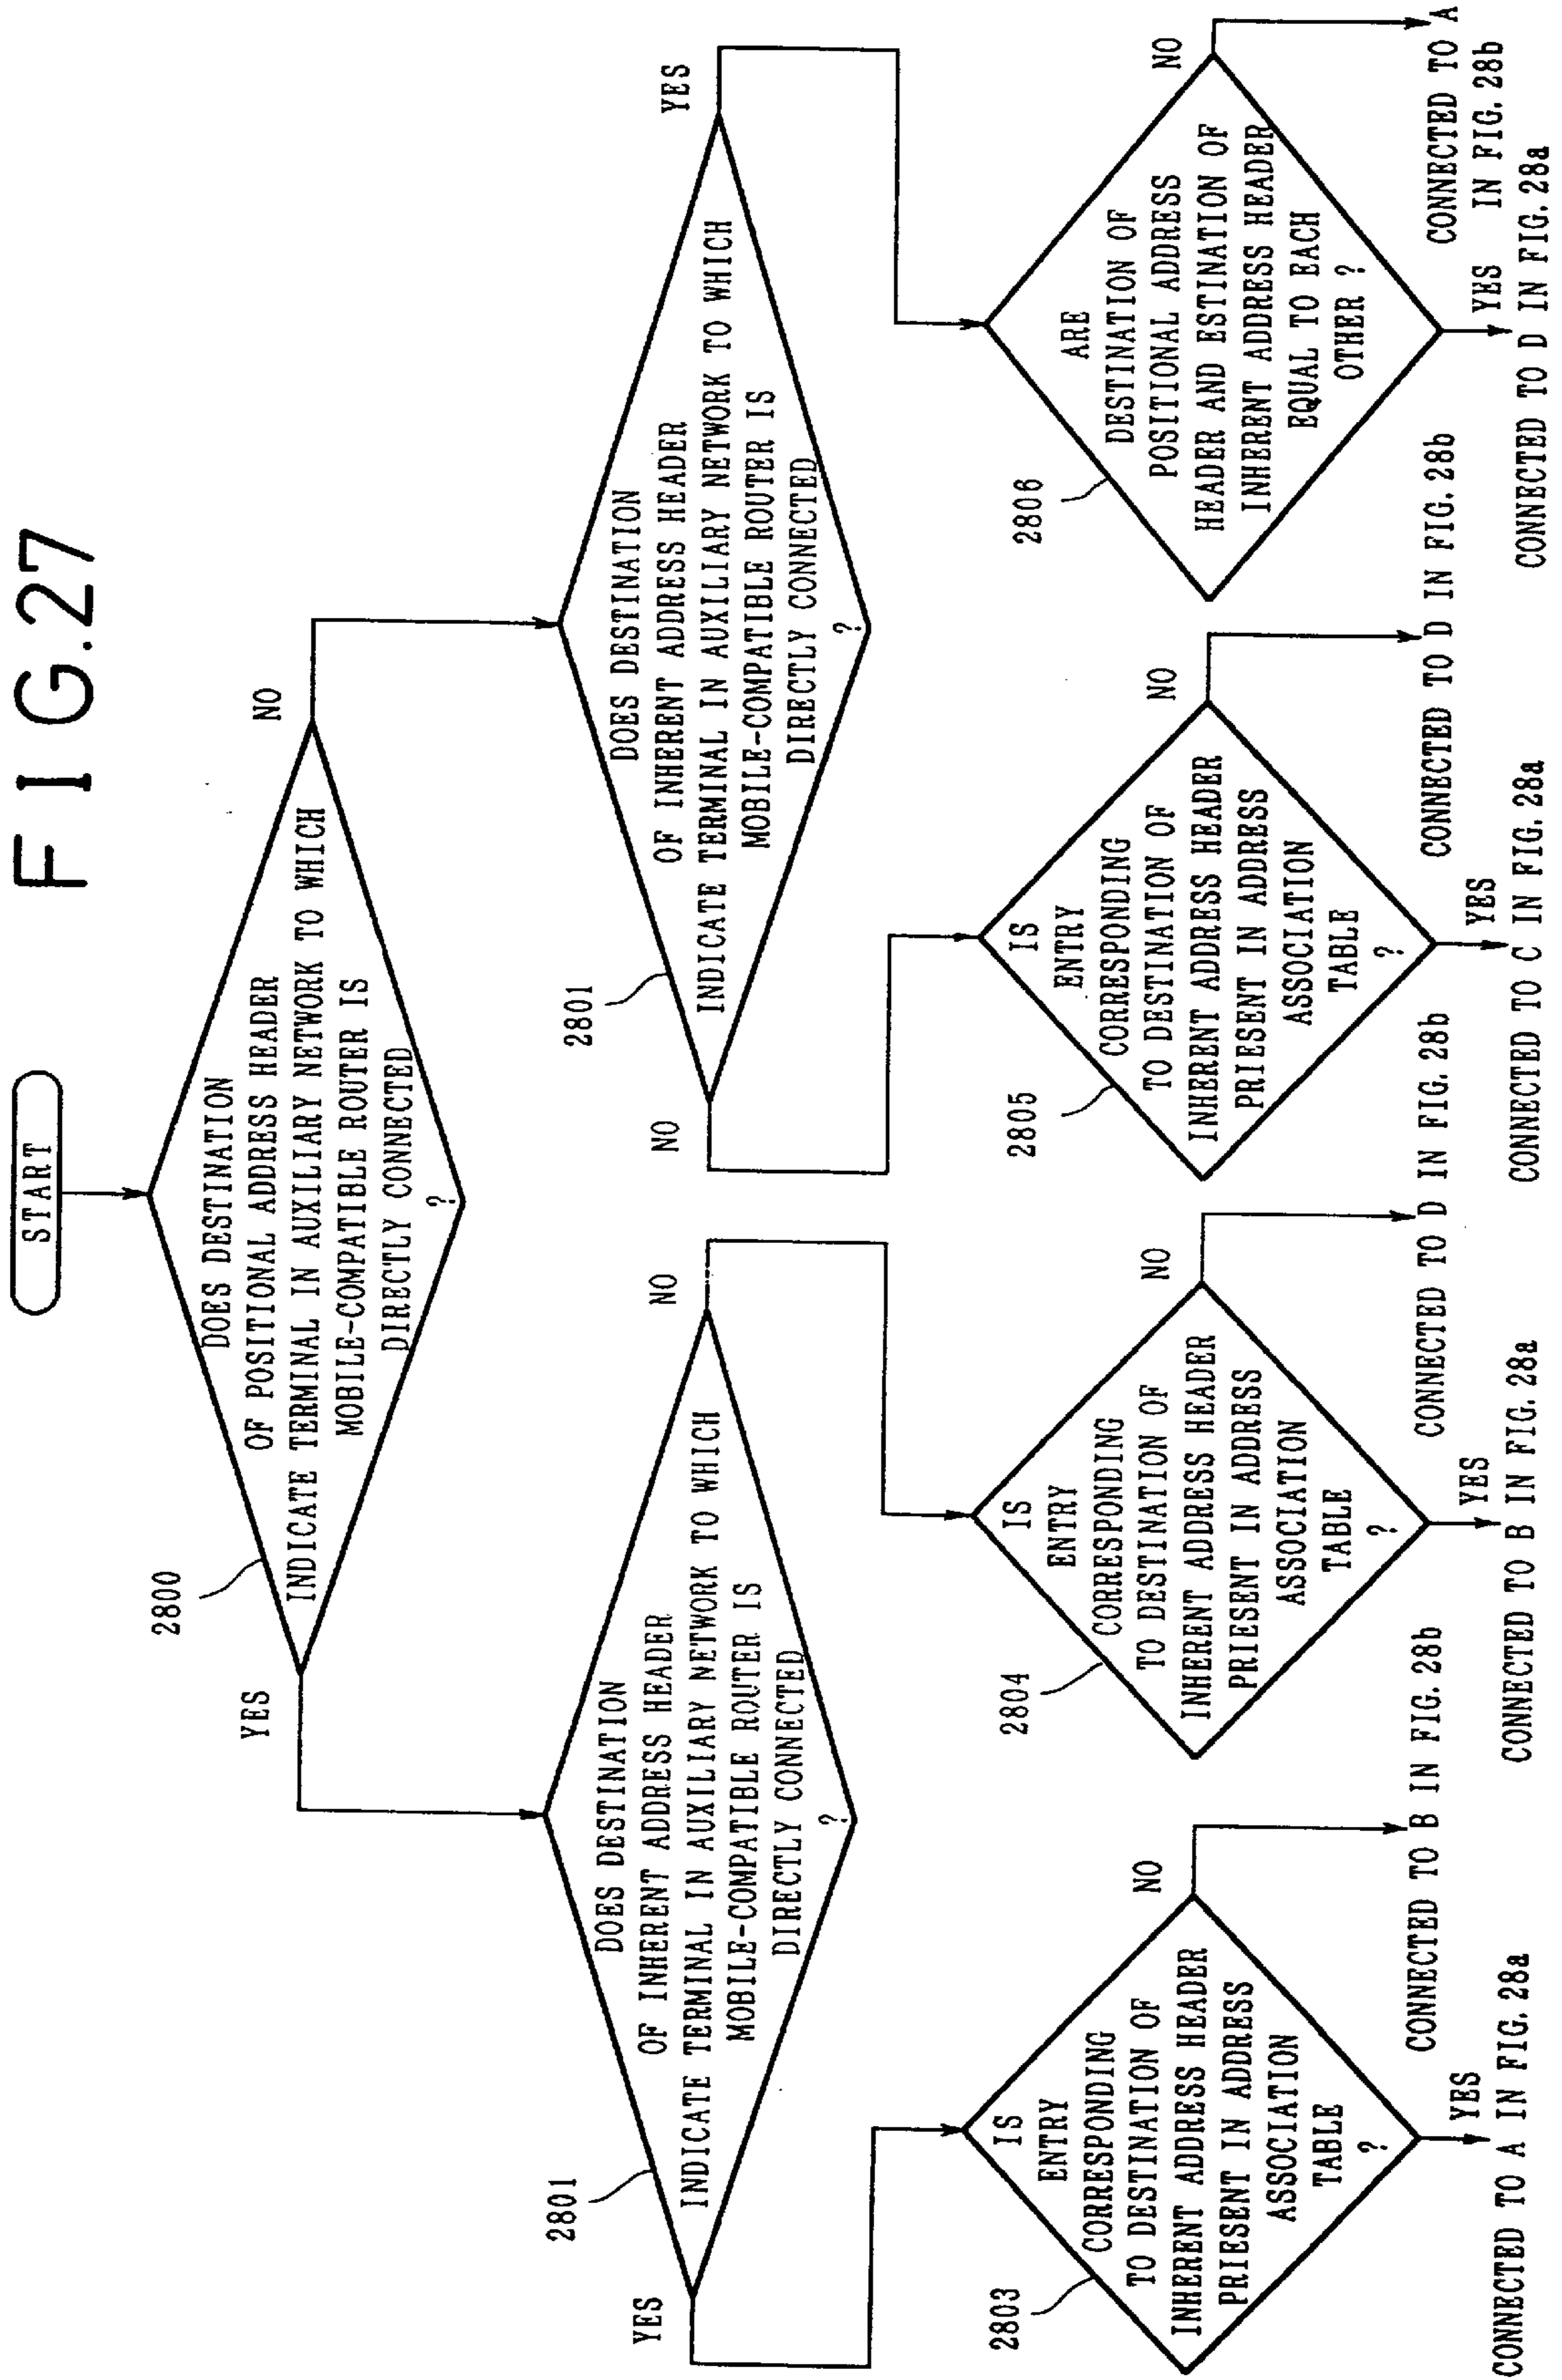 FIG.27
START
2800
DOES DESTINATION
OF POSITIONAL ADDRESS HEADER
INDICATE TERMINAL IN AUXILIARY NETWORK TO WHICH
MOBILE-COMPATIBLE ROUTER IS
DIRECTLY CONNECTED
?
YES
NO
2801
DOES DESTINATION
OF INHERENT ADDRESS HEADER
INDICATE TERMINAL IN AUXILIARY NETWORK TO WHICH
MOBILE-COMPATIBLE ROUTER IS
DIRECTLY CONNECTED
?
YES
NO
2801
DOES DESTINATION
OF INHERENT ADDRESS HEADER
INDICATE TERMINAL IN AUXILIARY NETWORK TO WHICH
MOBILE-COMPATIBLE ROUTER IS
DIRECTLY CONNECTED
?
NO
YES
2803
IS
ENTRY
CORRESPONDING
TO DESTINATION OF
INHERENT ADDRESS HEADER
PRIESENT IN ADDRESS
ASSOCIATION
TABLE
?
NO
CONNECTED TO B IN FIG. 28b
YES
CONNECTED TO A IN FIG. 28a
2804
IS
ENTRY
CORRESPONDING
TO DESTINATION OF
INHERENT ADDRESS HEADER
PRIESENT IN ADDRESS
ASSOCIATION
TABLE
?
NO
CONNECTED TO D IN FIG. 28b
YES
CONNECTED TO B IN FIG. 28a
2805
IS
ENTRY
CORRESPONDING
TO DESTINATION OF
INHERENT ADDRESS HEADER
PRIESENT IN ADDRESS
ASSOCIATION
TABLE
?
NO
CONNECTED TO D IN FIG. 28b
YES
CONNECTED TO C IN FIG. 28a
2806
ARE
DESTINATION OF
POSITIONAL ADDRESS
HEADER AND ESTINATION OF
INHERENT ADDRESS HEADER
EQUAL TO EACH
OTHER ?
NO
CONNECTED TO A
IN FIG. 28b
YES
CONNECTED TO D IN FIG. 28a